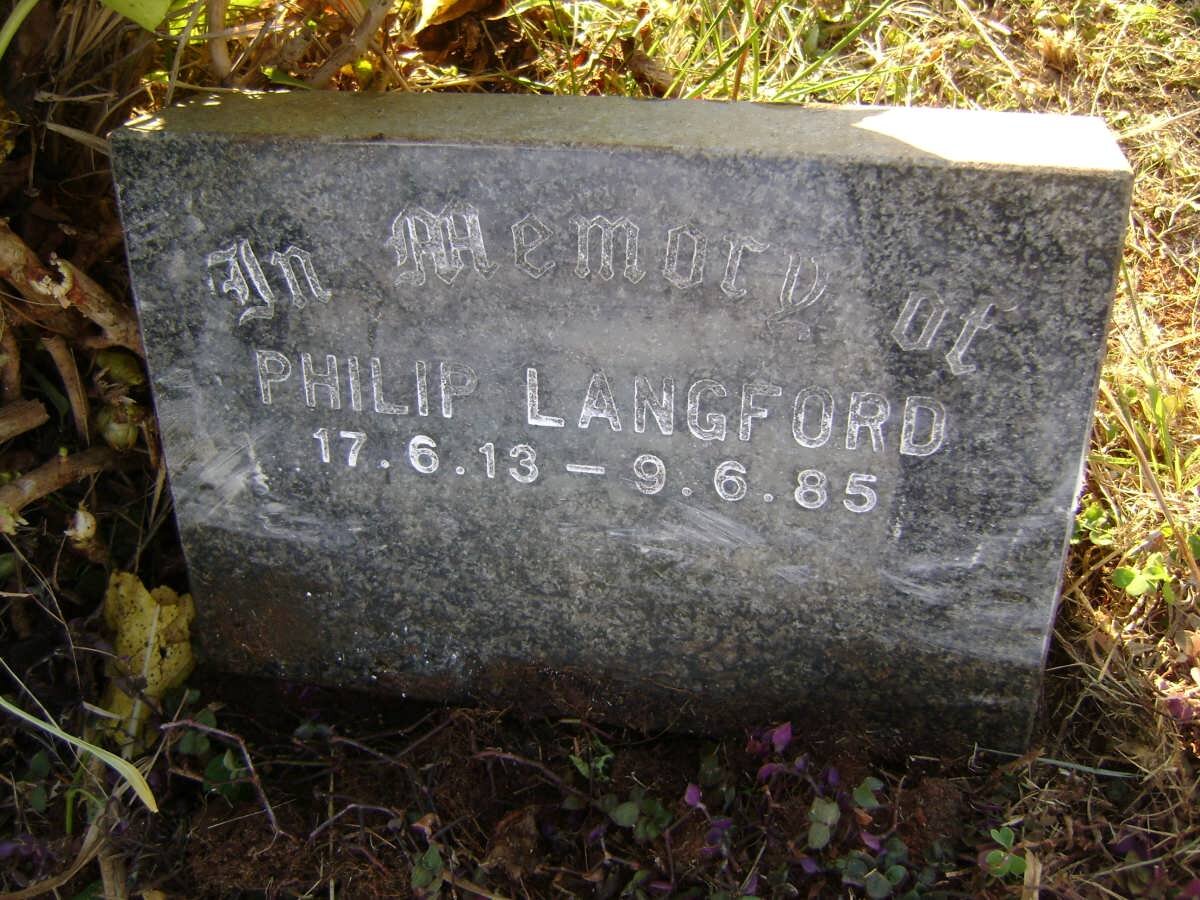 In Memory of
PHILIP LANGFORD
17.6.13 – 9.6.85